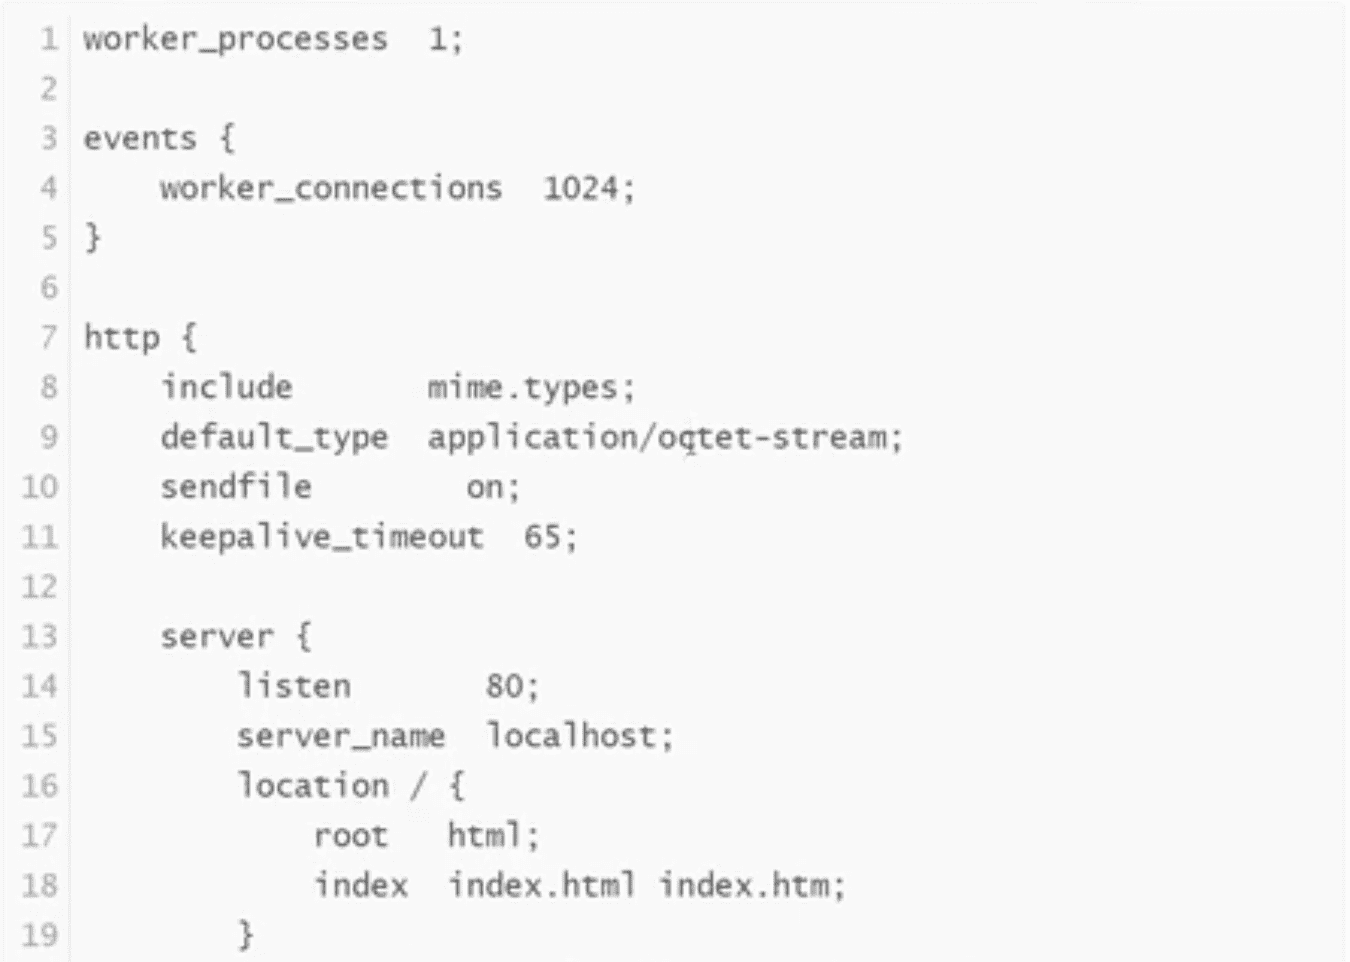 1 worker_processes  1;
2
3 events {
4     worker_connections  1024;
5 }
6
7 http {
8     include       mime.types;
9     default_type  application/octet-stream;
10     sendfile        on;
11     keepalive_timeout  65;
12
13     server {
14         listen       80;
15         server_name  localhost;
16         location / {
17             root   html;
18             index  index.html index.htm;
19         }